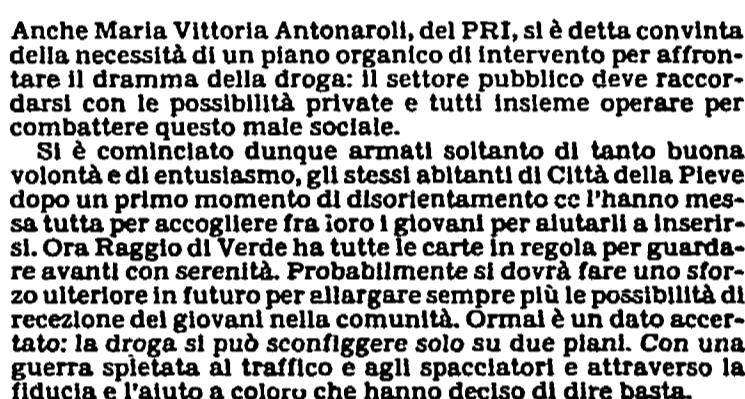 Anche Maria Vittoria Antonaroli, del PRI, si è detta convinta
della necessità di un piano organico di intervento per affron-
tare il dramma della droga: il settore pubblico deve raccor-
darsi con le possibilità private e tutti insieme operare per
combattere questo male sociale.
Si è cominciato dunque armati soltanto di tanto buona
volontà e di entusiasmo, gli stessi abitanti di Città della Pieve
dopo un primo momento di disorientamento ce l'hanno mes-
sa tutta per accogliere fra loro i giovani per aiutarli a inserir-
si. Ora Raggio di Verde ha tutte le carte in regola per guarda-
re avanti con serenità. Probabilmente si dovrà fare uno sfor-
zo ulteriore in futuro per allargare sempre più le possibilità di
recezione dei giovani nella comunità. Ormai è un dato accer-
tato: la droga si può sconfiggere solo su due piani. Con una
guerra spietata al traffico e agli spacciatori e attraverso la
fiducia e l'aiuto a coloro che hanno deciso di dire basta.